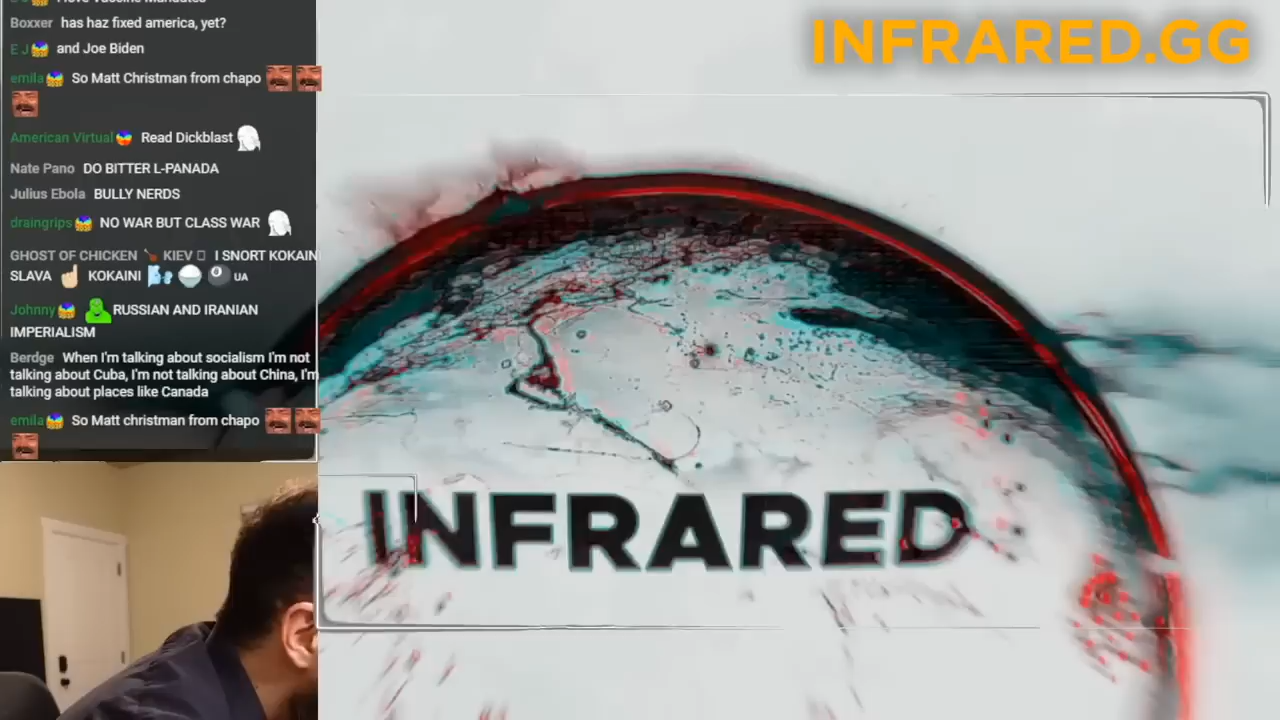 INFRARED.GG
Boxxer has haz fixed america, yet?
E J and Joe Biden
emila So Matt Christman from chapo
American Virtual Read Dickblast
Nate Pano DO BITTER L-PANADA
Julius Ebola BULLY NERDS
draingrips NO WAR BUT CLASS WAR
GHOST OF CHICKEN KIEV I SNORT KOKAIN
SLAVA KOKAINI UA
Johnny RUSSIAN AND IRANIAN
IMPERIALISM
Berdge When I'm talking about socialism I'm not
talking about Cuba, I'm not talking about China, I'm
talking about places like Canada
emila So Matt christman from chapo
INFRARED